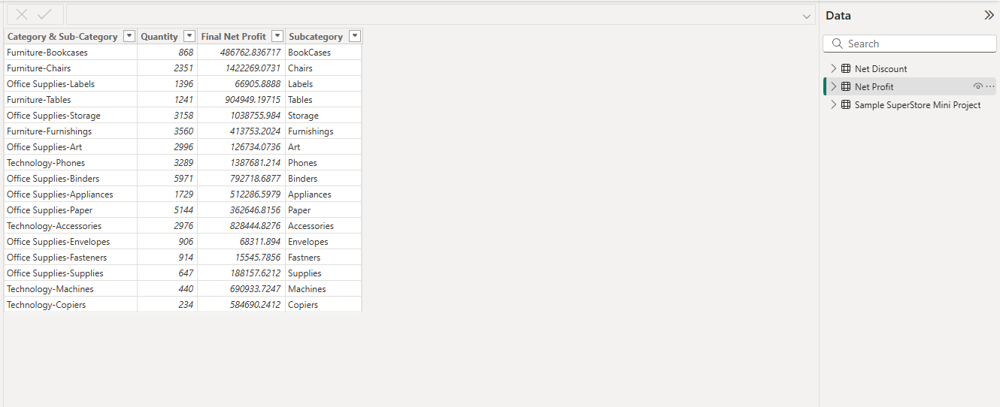 Data
Search
Net Discount
Net Profit
Sample SuperStore Mini Project
Category & Sub-Category Quantity Final Net Profit Subcategory
Furniture-Bookcases 868 486762.836717 BookCases
Furniture-Chairs 2351 1422269.0731 Chairs
Office Supplies-Labels 1396 66905.8888 Labels
Furniture-Tables 1241 904949.19715 Tables
Office Supplies-Storage 3158 1038755.984 Storage
Furniture-Furnishings 3560 413753.2024 Furnishings
Office Supplies-Art 2996 126734.0736 Art
Technology-Phones 3289 1387681.214 Phones
Office Supplies-Binders 5971 792718.6877 Binders
Office Supplies-Appliances 1729 512286.5979 Appliances
Office Supplies-Paper 5144 362646.8156 Paper
Technology-Accessories 2976 828444.8276 Accessories
Office Supplies-Envelopes 906 68311.894 Envelopes
Office Supplies-Fasteners 914 15545.7856 Fastners
Office Supplies-Supplies 647 188157.6212 Supplies
Technology-Machines 440 690933.7247 Machines
Technology-Copiers 234 584690.2412 Copiers